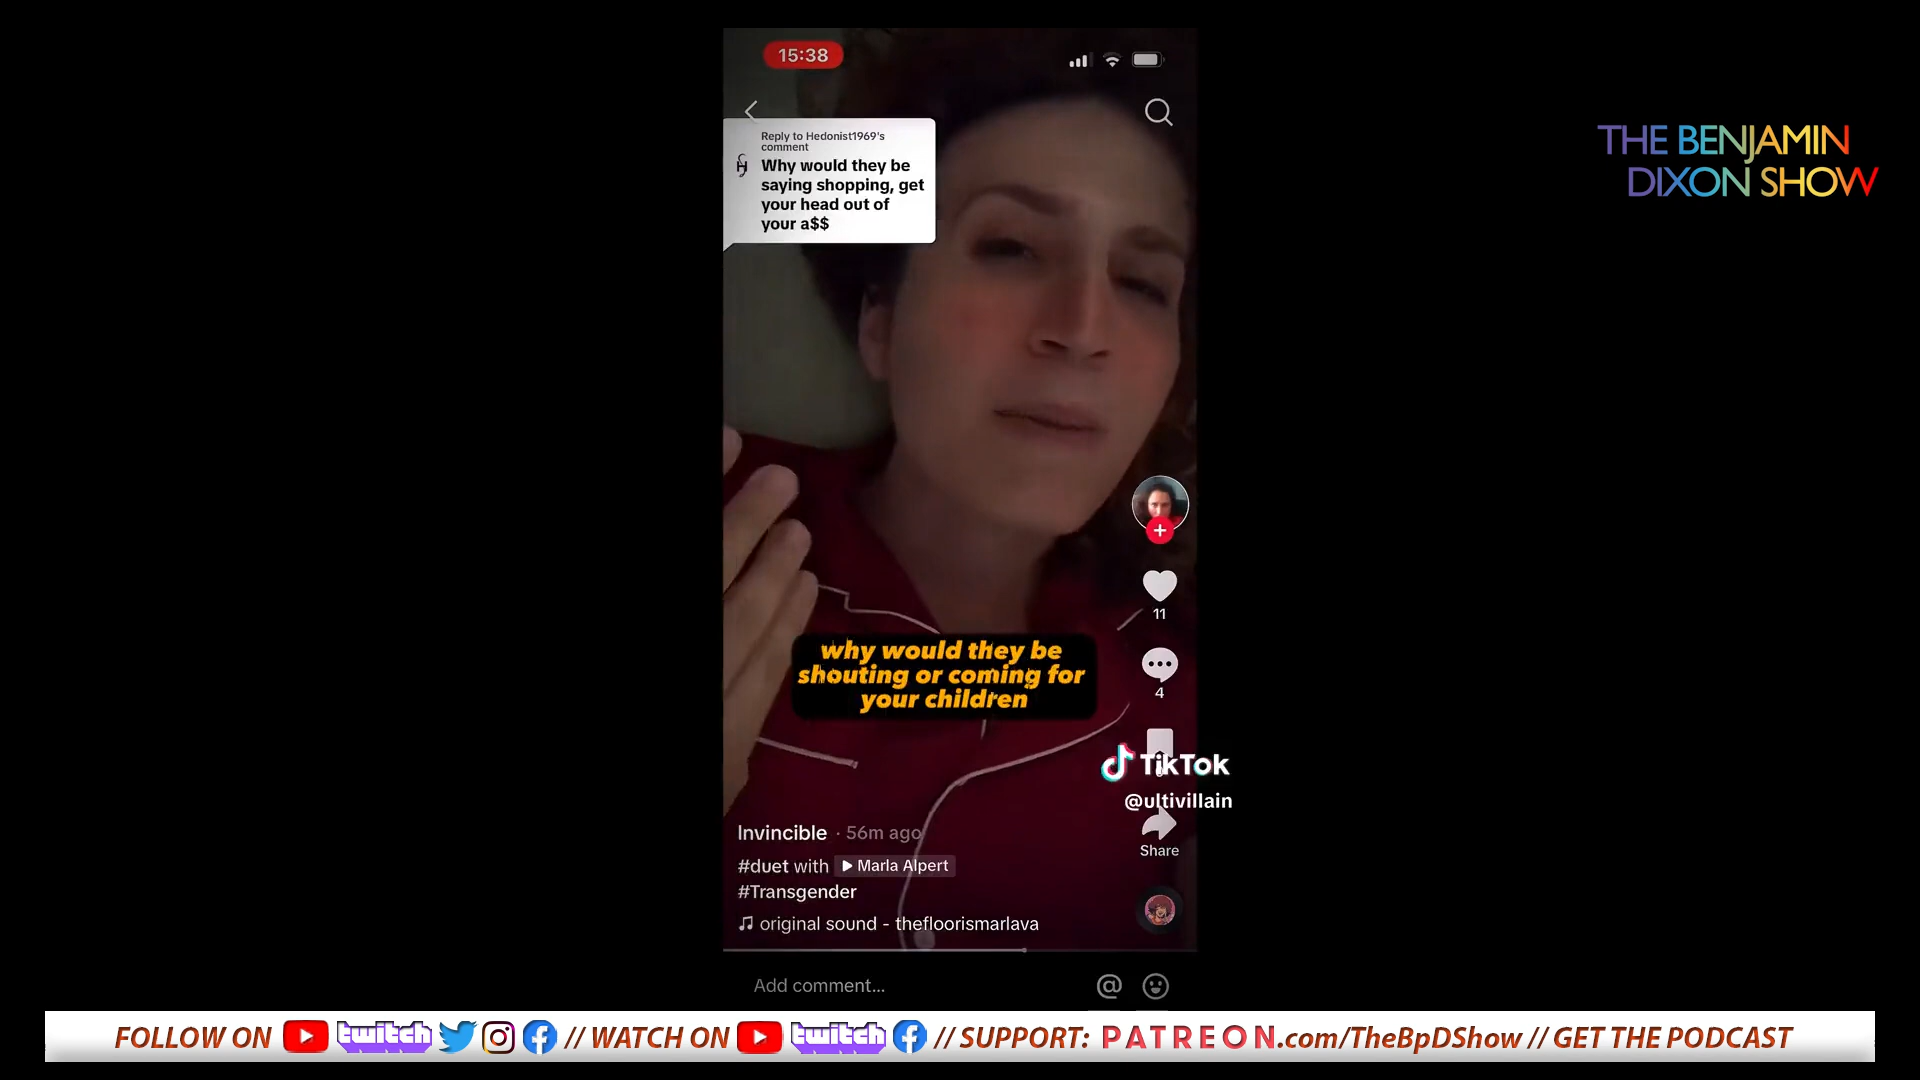 15:38
THE BENJAMIN
DIXON SHOW
Reply to Hedonist1969's
comment
Why would they be
saying shopping, get
your head out of
your a$$
11
why would they be
shouting or coming for
your children
4
TikTok
@ultivillain
Invincible · 56m ago
Share
#duet with Marla Alpert
#Transgender
original sound - thefloorismarlava
Add comment...
@
FOLLOW ON twitch // WATCH ON twitch // SUPPORT: PATREON.com/TheBpDShow // GET THE PODCAST